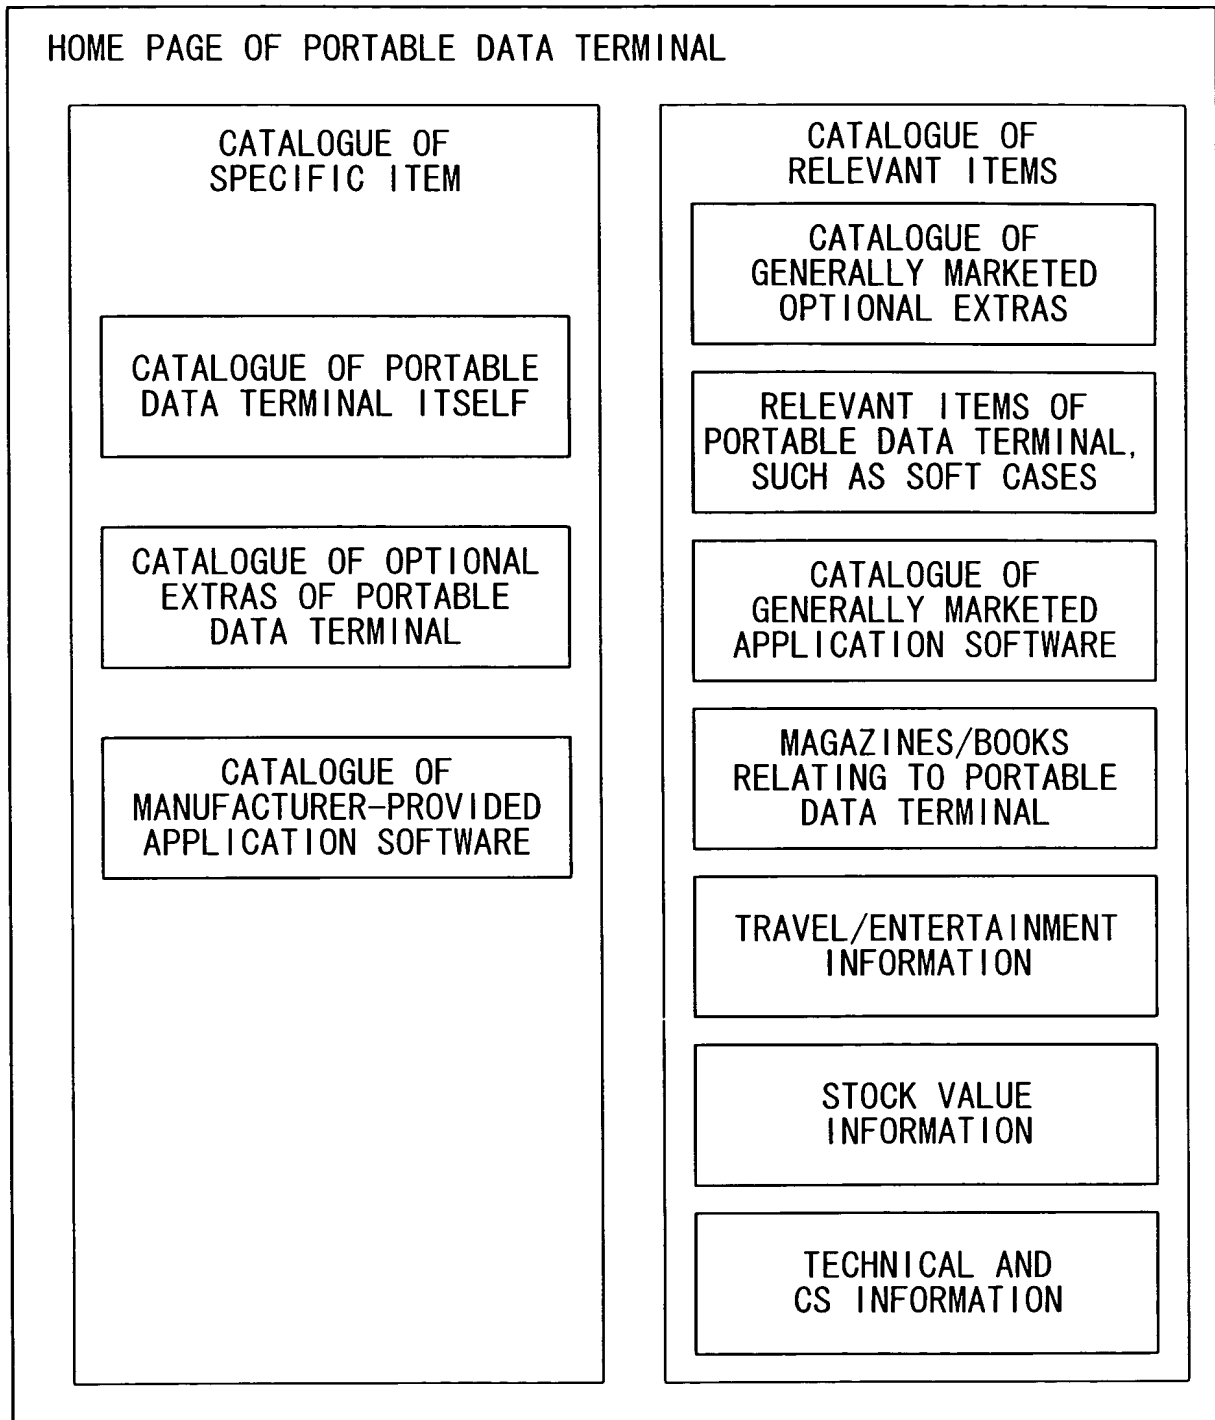 HOME PAGE OF PORTABLE DATA TERMINAL
CATALOGUE OF
SPECIFIC ITEM
CATALOGUE OF PORTABLE
DATA TERMINAL ITSELF
CATALOGUE OF OPTIONAL
EXTRAS OF PORTABLE
DATA TERMINAL
CATALOGUE OF
MANUFACTURER-PROVIDED
APPLICATION SOFTWARE
CATALOGUE OF
RELEVANT ITEMS
CATALOGUE OF
GENERALLY MARKETED
OPTIONAL EXTRAS
RELEVANT ITEMS OF
PORTABLE DATA TERMINAL,
SUCH AS SOFT CASES
CATALOGUE OF
GENERALLY MARKETED
APPLICATION SOFTWARE
MAGAZINES/BOOKS
RELATING TO PORTABLE
DATA TERMINAL
TRAVEL/ENTERTAINMENT
INFORMATION
STOCK VALUE
INFORMATION
TECHNICAL AND
CS INFORMATION